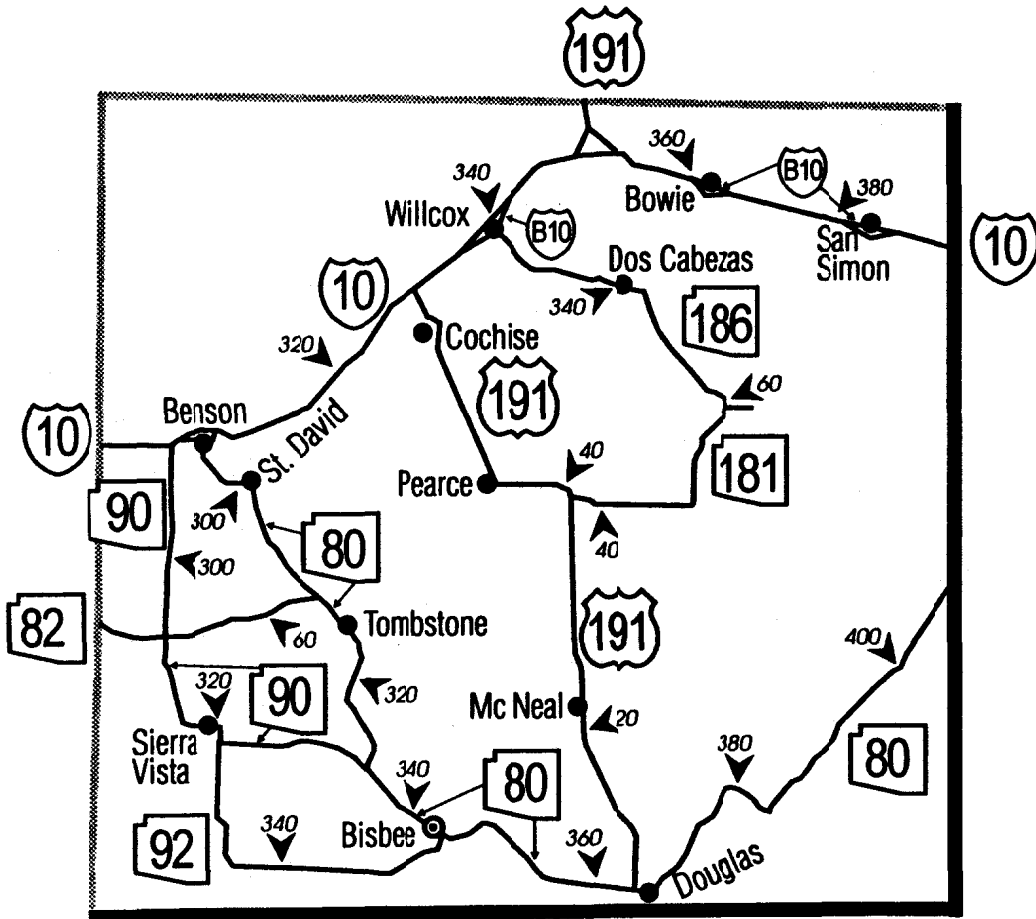 191
360
B10
380
340
Willcox
B10
Bowie
San
Simon
10
Dos Cabezas
10
340
186
320
Cochise
191
60
Benson
10
St. David
40
Pearce
181
90
300
80
40
300
82
60
Tombstone
191
400
320
90
320
Mc Neal
20
Sierra
Vista
80
380
80
340
Bisbee
92
340
360
Douglas